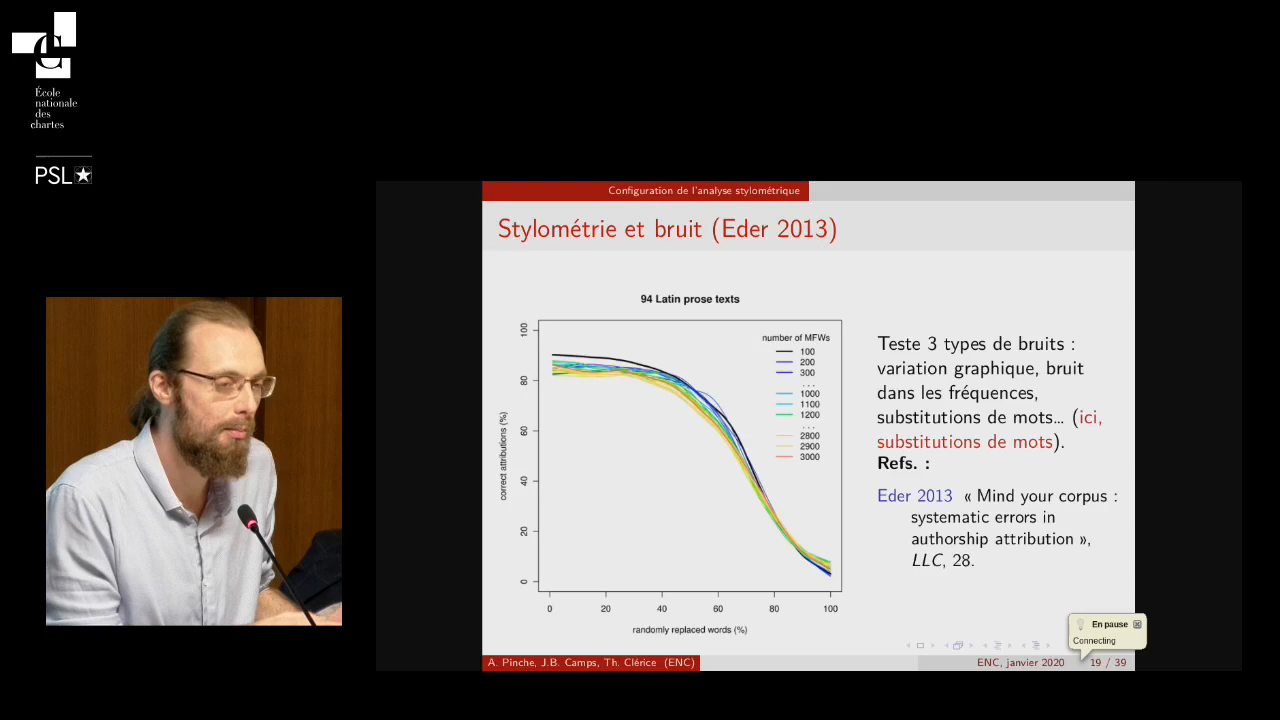 École
nationale
des
chartes
PSL
Configuration de l'analyse stylométrique
Stylométrie et bruit (Eder 2013)
94 Latin prose texts
number of MFWs
100
200
300
. . .
1000
1100
1200
. . .
2800
2900
3000
correct attributions (%)
100
80
60
40
20
0
0 20 40 60 80 100
randomly replaced words (%)
Teste 3 types de bruits :
variation graphique, bruit
dans les fréquences,
substitutions de mots... (ici,
substitutions de mots).
Refs. :
Eder 2013 « Mind your corpus :
systematic errors in
authorship attribution »,
LLC, 28.
En pause
Connecting
A. Pinche, J.B. Camps, Th. Clérice (ENC)
ENC, janvier 2020
19 / 39